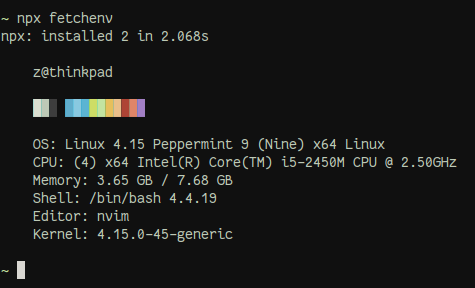 ~ npx fetchenv
npx: installed 2 in 2.068s
z@thinkpad
OS: Linux 4.15 Peppermint 9 (Nine) x64 Linux
CPU: (4) x64 Intel(R) Core(TM) i5-2450M CPU @ 2.50GHz
Memory: 3.65 GB / 7.68 GB
Shell: /bin/bash 4.4.19
Editor: nvim
Kernel: 4.15.0-45-generic
~